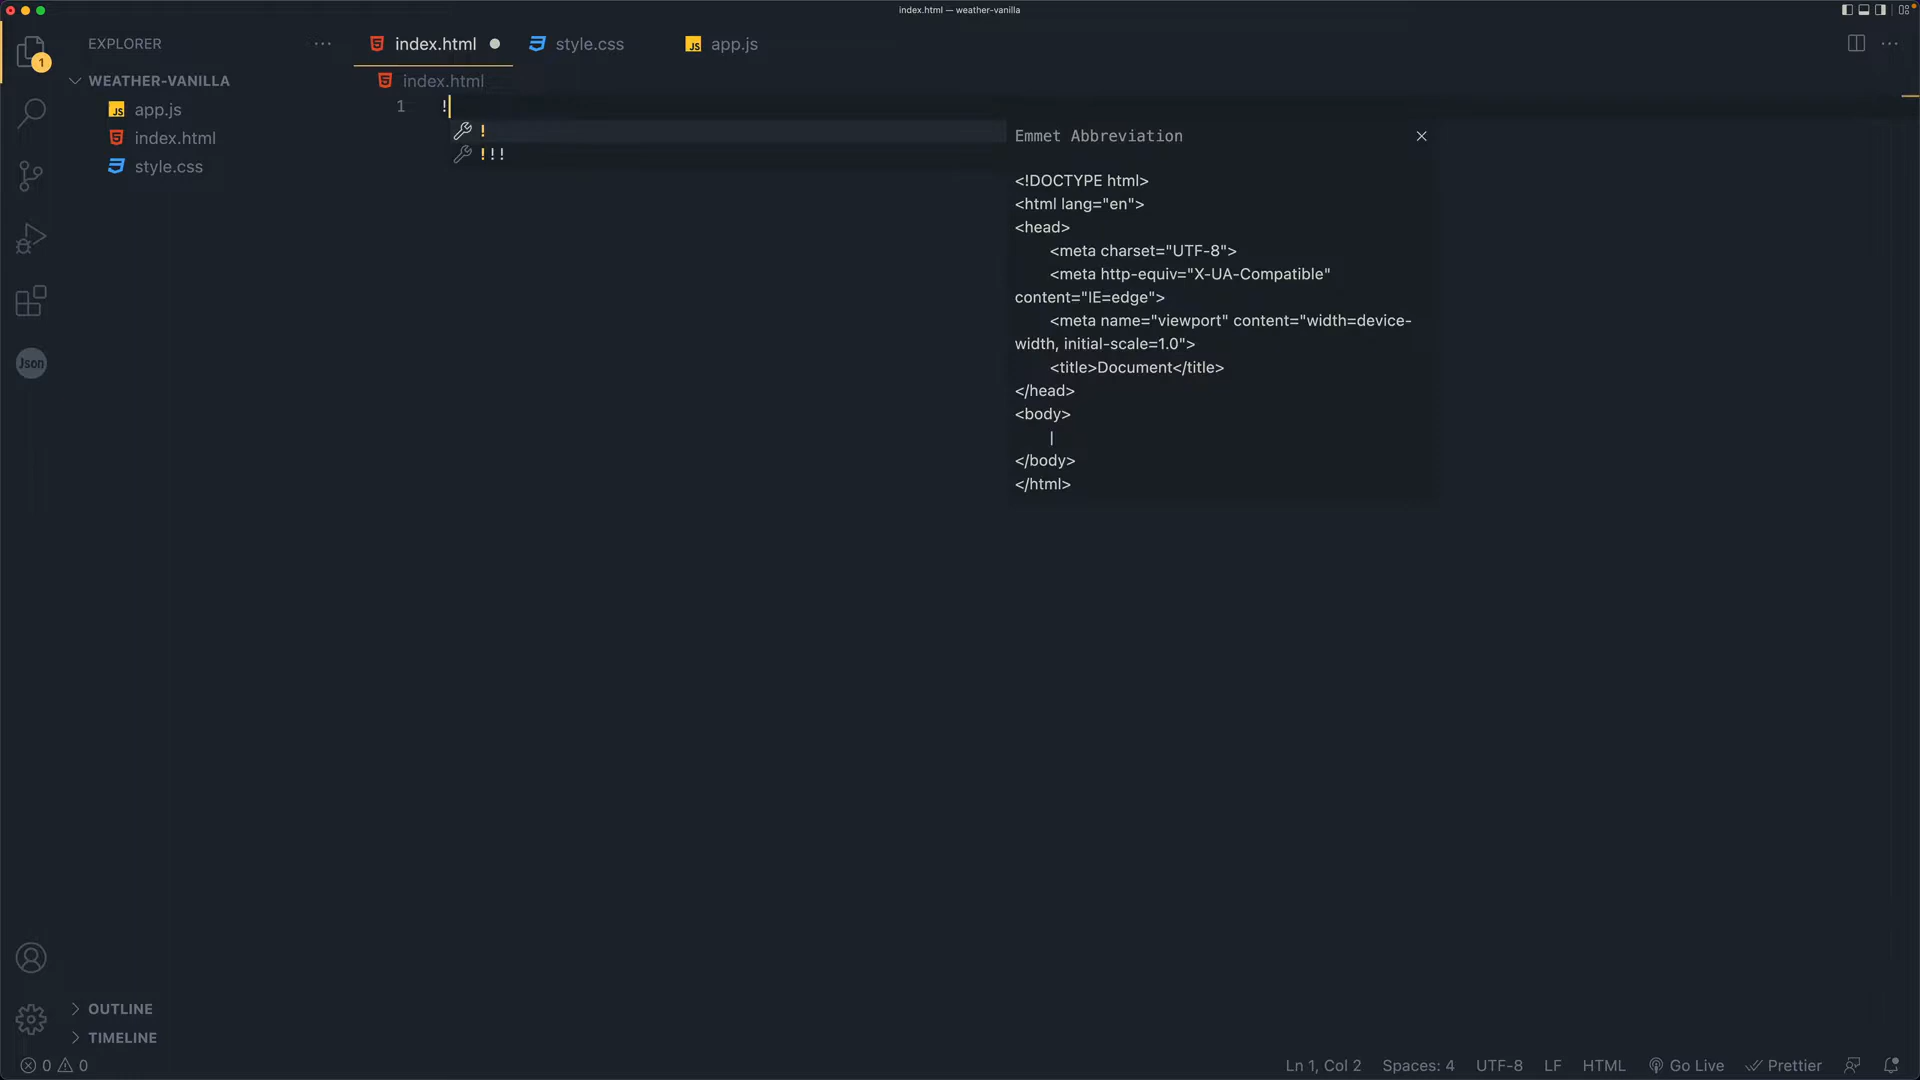 index.html — weather-vanilla
EXPLORER
index.html
style.css
JS app.js
1
WEATHER-VANILLA
index.html
JS app.js
index.html
style.css
1 !
!
!!!
Emmet Abbreviation
<!DOCTYPE html>
<html lang="en">
<head>
<meta charset="UTF-8">
<meta http-equiv="X-UA-Compatible"
content="IE=edge">
<meta name="viewport" content="width=device-
width, initial-scale=1.0">
<title>Document</title>
</head>
<body>
|
</body>
</html>
Json
OUTLINE
TIMELINE
0 0
Ln 1, Col 2 Spaces: 4 UTF-8 LF HTML Go Live Prettier